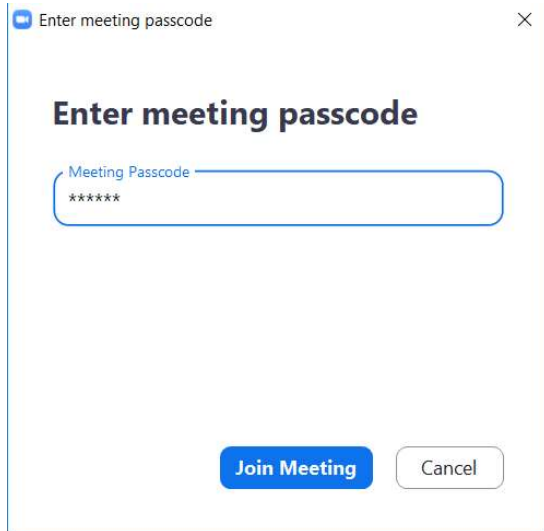 Enter meeting passcode
Enter meeting passcode
Meeting Passcode
******
Join Meeting
Cancel